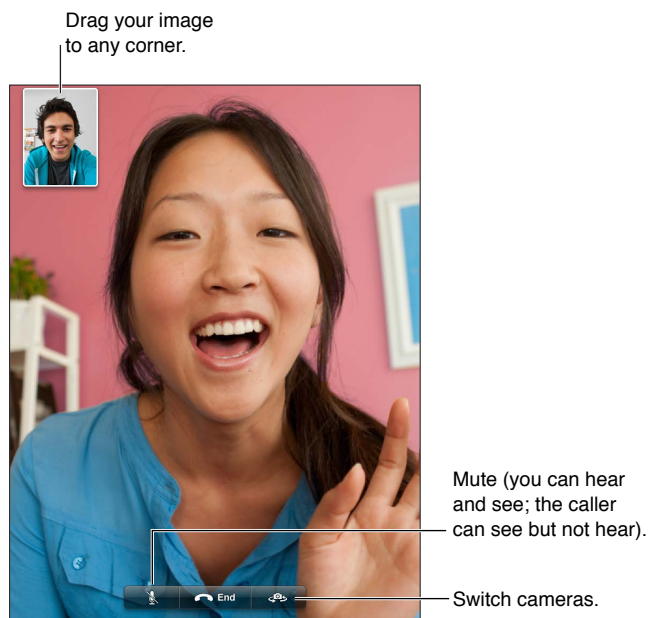 Drag your image
to any corner.
Mute (you can hear
and see; the caller
can see but not hear).
End
Switch cameras.